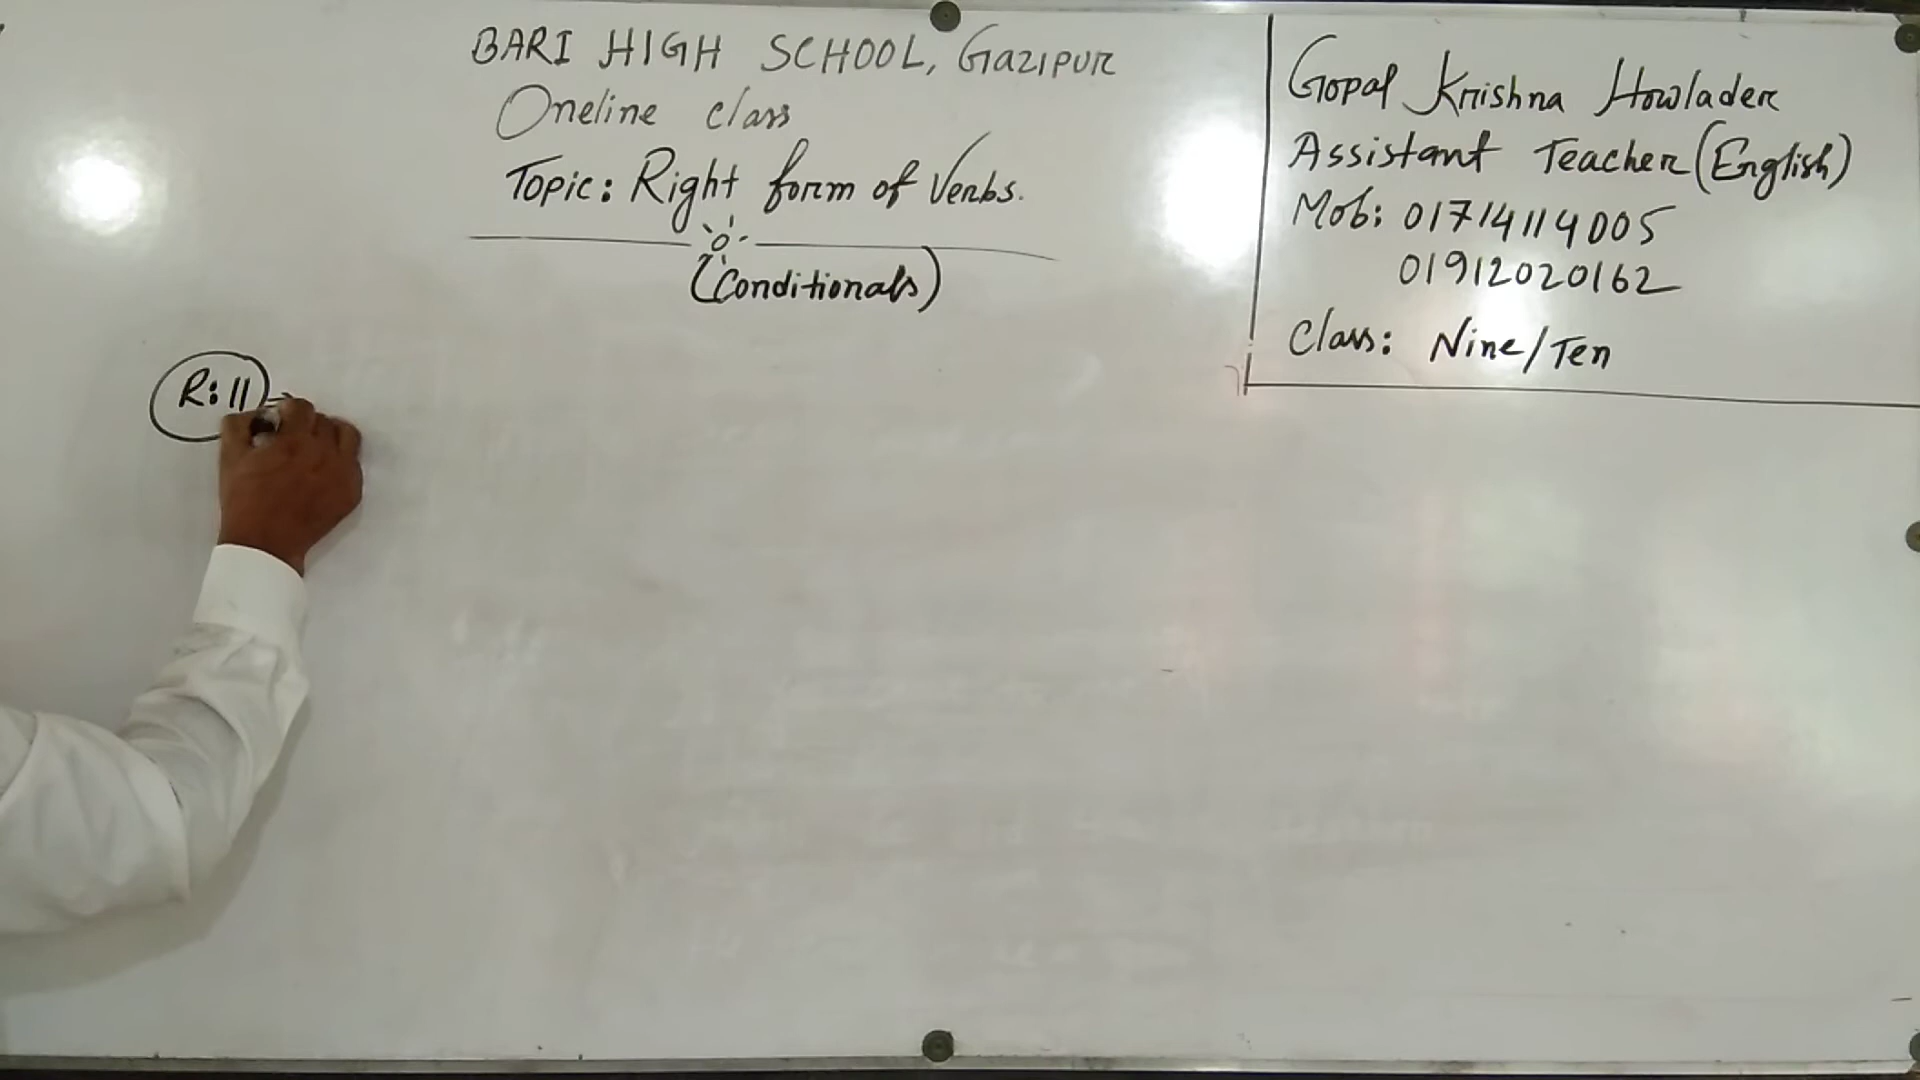 BARI HIGH SCHOOL, Gazipur
Oneline class
Topic: Right form of Verbs.
(Conditionals)
Gopal Krishna Howlader
Assistant Teacher (English)
Mob: 01714114005
01912020162
Class: Nine/Ten
R: 11